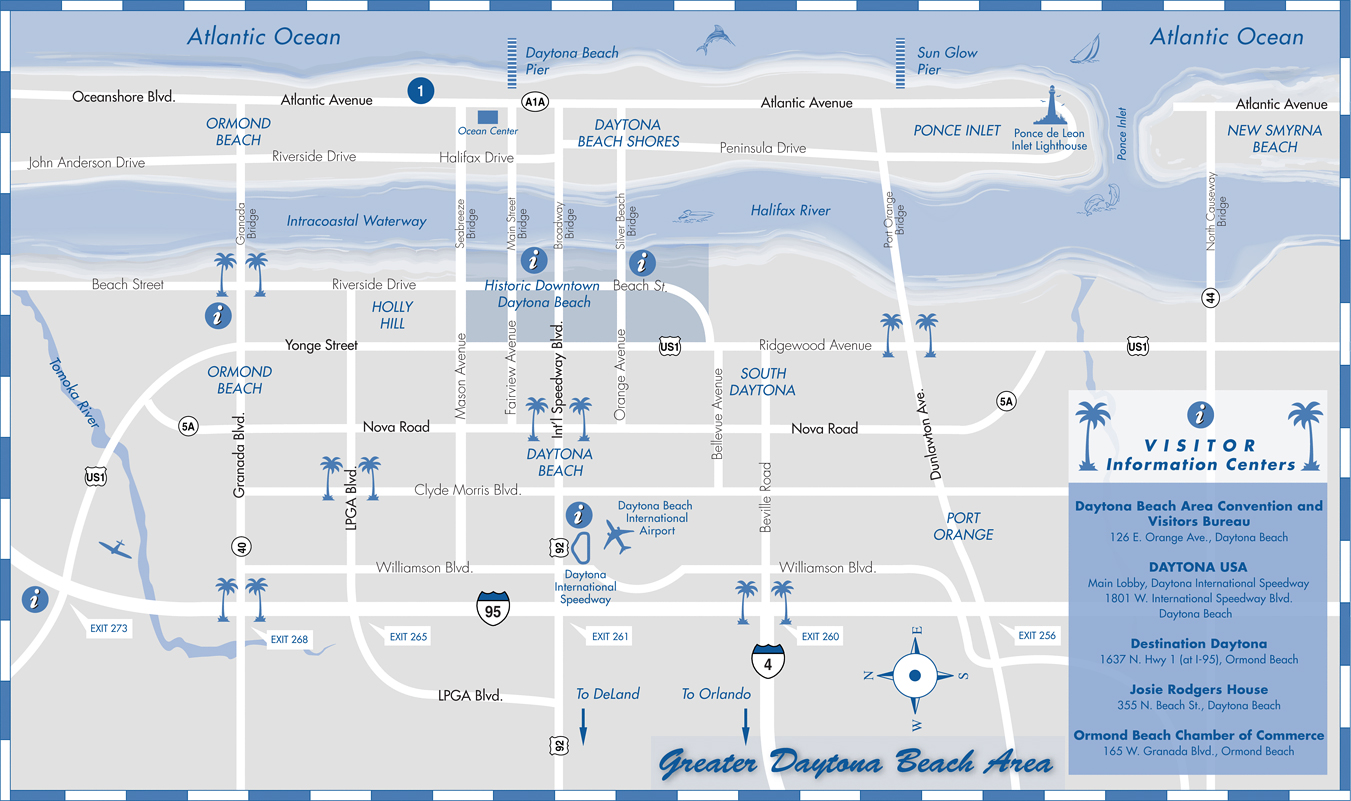 Atlantic Ocean
Atlantic Ocean
Daytona Beach
Pier
Sun Glow
Pier
Oceanshore Blvd.
Atlantic Avenue
1
A1A
Atlantic Avenue
Atlantic Avenue
Ocean Center
ORMOND
BEACH
DAYTONA
BEACH SHORES
PONCE INLET
Ponce de Leon
Inlet Lighthouse
Ponce Inlet
NEW SMYRNA
BEACH
John Anderson Drive
Riverside Drive
Halifax Drive
Peninsula Drive
Granada
Bridge
Intracoastal Waterway
Seabreeze
Bridge
Main Street
Bridge
Broadway
Bridge
Silver Beach
Bridge
Halifax River
Port Orange
Bridge
North Causeway
Bridge
i
i
Beach Street
Riverside Drive
Historic Downtown
Daytona Beach
Beach St.
44
i
HOLLY
HILL
Yonge Street
US1
Ridgewood Avenue
US1
Tomoka River
ORMOND
BEACH
Mason Avenue
Fairview Avenue
Int'l Speedway Blvd.
Orange Avenue
Bellevue Avenue
SOUTH
DAYTONA
Dunlawton Ave.
5A
5A
Nova Road
Nova Road
Granada Blvd.
US1
DAYTONA
BEACH
LPGA Blvd.
Clyde Morris Blvd.
Beville Road
i
Daytona Beach
International
Airport
PORT
ORANGE
40
92
Williamson Blvd.
Daytona
International
Speedway
Williamson Blvd.
i
95
EXIT 273
EXIT 268
EXIT 265
EXIT 261
EXIT 260
EXIT 256
4
E
N
S
W
LPGA Blvd.
To DeLand
To Orlando
92
Greater Daytona Beach Area
i
VISITOR
Information Centers
Daytona Beach Area Convention and
Visitors Bureau
126 E. Orange Ave., Daytona Beach
DAYTONA USA
Main Lobby, Daytona International Speedway
1801 W. International Speedway Blvd.
Daytona Beach
Destination Daytona
1637 N. Hwy 1 (at I-95), Ormond Beach
Josie Rodgers House
355 N. Beach St., Daytona Beach
Ormond Beach Chamber of Commerce
165 W. Granada Blvd., Ormond Beach